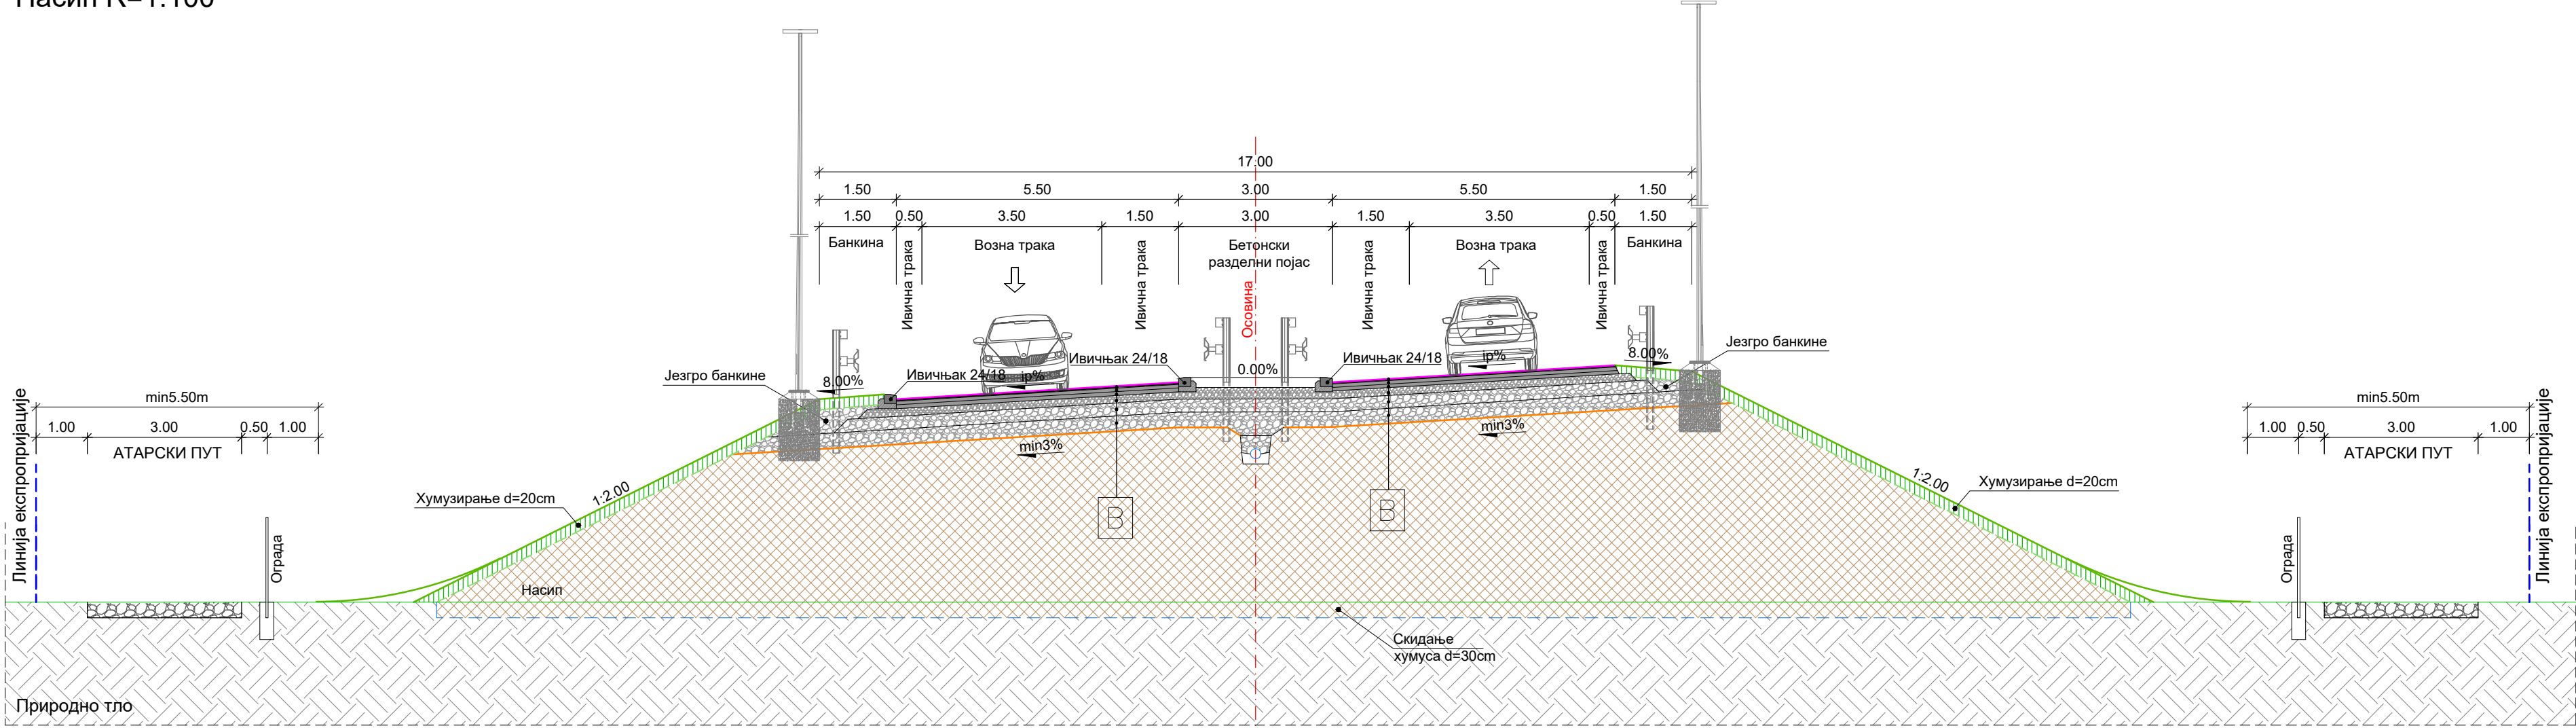 Насип R=1:100
17.00
1.50 5.50 3.00 5.50 1.50
1.50 0.50 3.50 1.50 3.00 1.50 3.50 0.50 1.50
Банкина
Ивична трака
Возна трака
Ивична трака
Бетонски
разделни појас
Ивична трака
Возна трака
Ивична трака
Банкина
Осовина
Језгро банкине
8.00%
Ивичњак 24/18
ip%
Ивичњак 24/18
0.00%
Ивичњак 24/18
ip%
8.00%
Језгро банкине
Линија експропријације
min5.50m
1.00 3.00 0.50 1.00
АТАРСКИ ПУТ
min5.50m
1.00 0.50 3.00 1.00
АТАРСКИ ПУТ
Линија експропријације
min3%
min3%
Хумузирање d=20cm
1:2.00
B
B
1:2.00
Хумузирање d=20cm
Ограда
Ограда
Насип
Скидање
хумуса d=30cm
Природно тло